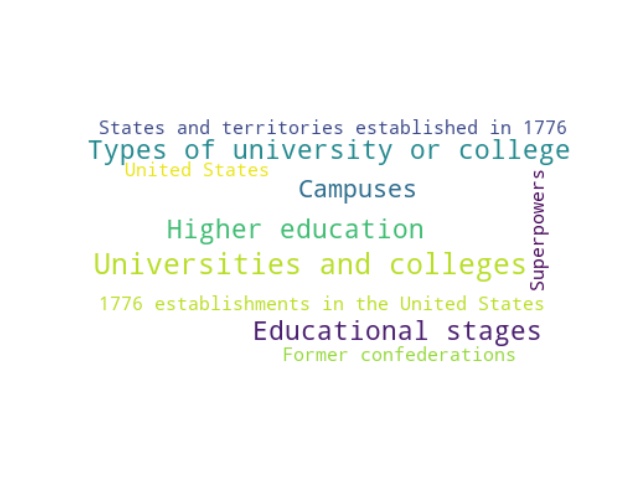 States and territories established in 1776
Types of university or college
United States
Campuses
Superpowers
Higher education
Universities and colleges
1776 establishments in the United States
Educational stages
Former confederations